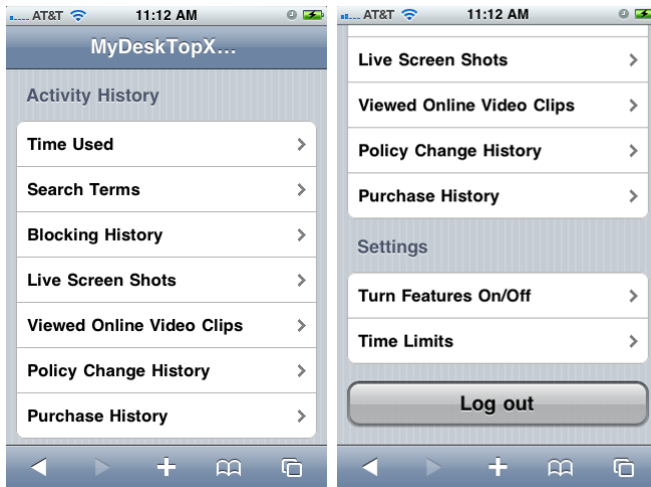 AT&T 11:12 AM
MyDeskTopX...
Activity History
Time Used
Search Terms
Blocking History
Live Screen Shots
Viewed Online Video Clips
Policy Change History
Purchase History
AT&T 11:12 AM
Live Screen Shots
Viewed Online Video Clips
Policy Change History
Purchase History
Settings
Turn Features On/Off
Time Limits
Log out